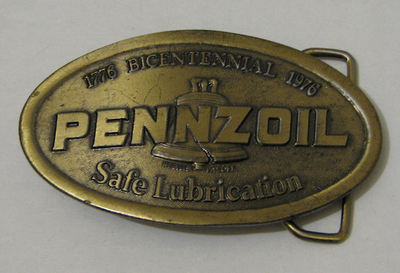 1776 BICENTENNIAL 1976
PENNZOIL
Safe Lubrication